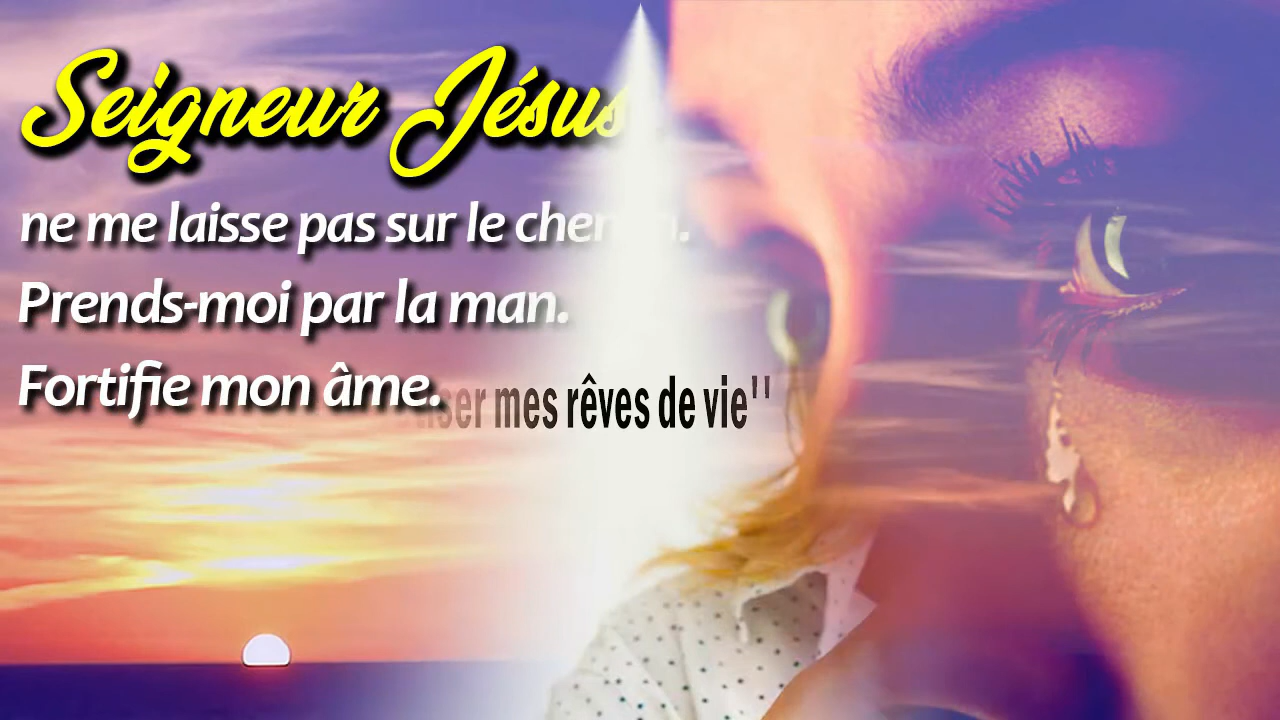 Seigneur Jésus
ne me laisse pas sur le
Prends-moi par la man.
Fortifie mon âme.
mes rêves de vie"